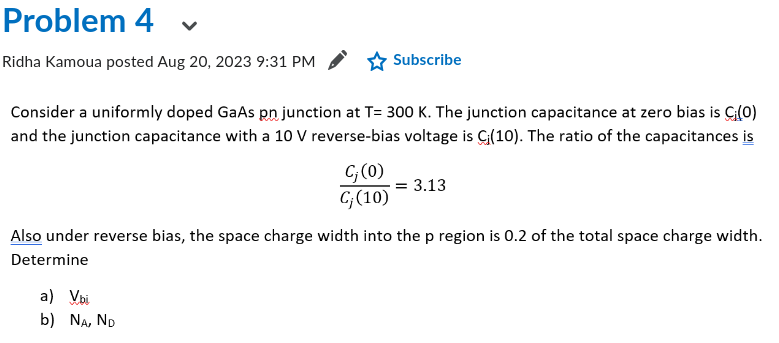 Problem 4
Ridha Kamoua posted Aug 20, 2023 9:31 PM Subscribe
Consider a uniformly doped GaAs pn junction at T= 300 K. The junction capacitance at zero bias is Cj(0)
and the junction capacitance with a 10 V reverse-bias voltage is Cj(10). The ratio of the capacitances is
Cj(0)
Cj(10) = 3.13
Also under reverse bias, the space charge width into the p region is 0.2 of the total space charge width.
Determine
a) Vbi
b) NA, ND